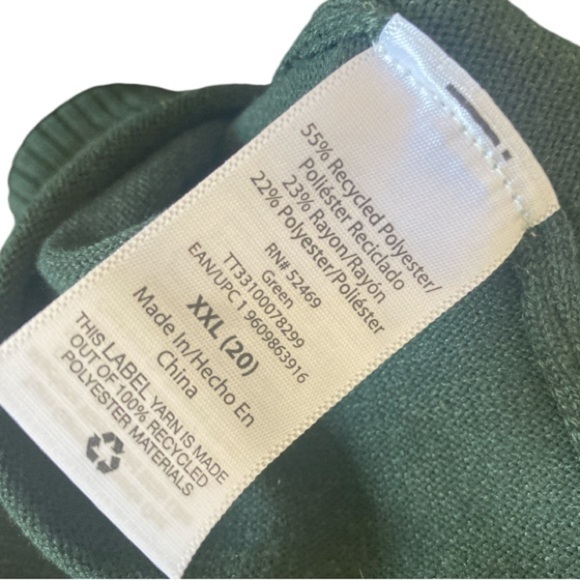 55% Recycled Polyester/
Poliéster Reciclado
23% Rayon/Rayón
22% Polyester/Poliéster
RN# 52469
Green
TT33100078299
EAN/UPC 1 9609863916
XXL (20)
Made In/Hecho En
China
THIS LABEL YARN IS MADE
OUT OF 100% RECYCLED
POLYESTER MATERIALS